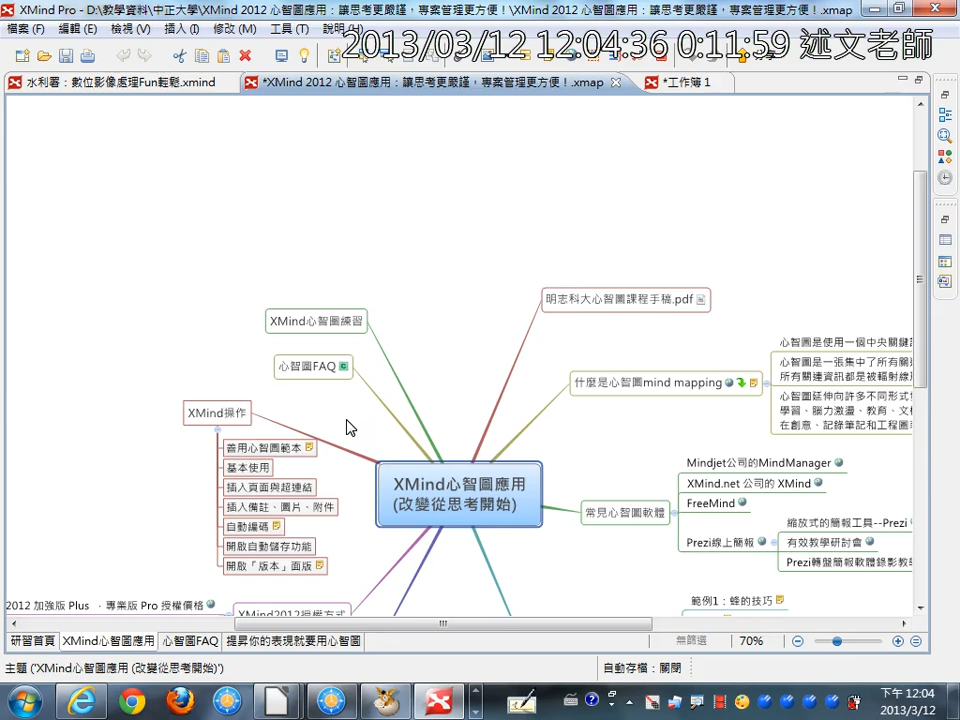 XMind Pro - D:\教學資料\中正大學\XMind 2012 心智圖應用：讓思考更嚴謹，專案管理更方便！\XMind 2012 心智圖應用：讓思考更嚴謹，專案管理更方便！.xmap
檔案 (F) 編輯 (E) 檢視 (V) 插入 (I) 修改 (M) 工具 (T) 說明(H)
2013/03/12 12:04:36 0:11:59 述文老師
水利署：數位影像處理Fun輕鬆.xmind
*XMind 2012 心智圖應用：讓思考更嚴謹，專案管理更方便！.xmap
*工作簿 1
明志科大心智圖課程手稿.pdf
XMind心智圖練習
心智圖FAQ
什麼是心智圖mind mapping
心智圖是使用一個中央關鍵
心智圖是一張集中了所有關
所有關連資訊都是被輻射線
心智圖延伸向許多不同形式
學習、腦力激盪、教育、文
在創意、記錄筆記和工程圖
XMind操作
善用心智圖範本
基本使用
插入頁面與超連結
插入備註、圖片、附件
自動編碼
開啟自動儲存功能
開啟「版本」面版
XMind心智圖應用
(改變從思考開始)
常見心智圖軟體
Mindjet公司的MindManager
XMind.net 公司的 XMind
FreeMind
Prezi線上簡報
縮放式的簡報工具--Prezi
有效教學研討會
Prezi轉盤簡報軟體錄影教
範例1：蜂的技巧
2012 加強版 Plus ，專業版 Pro 授權價格
XMind2012授權方式
研習首頁 XMind心智圖應用 心智圖FAQ 提昇你的表現就要用心智圖
無篩選 70%
主題 ('XMind心智圖應用 (改變從思考開始)')
自動存檔：關閉
下午 12:04
2013/3/12